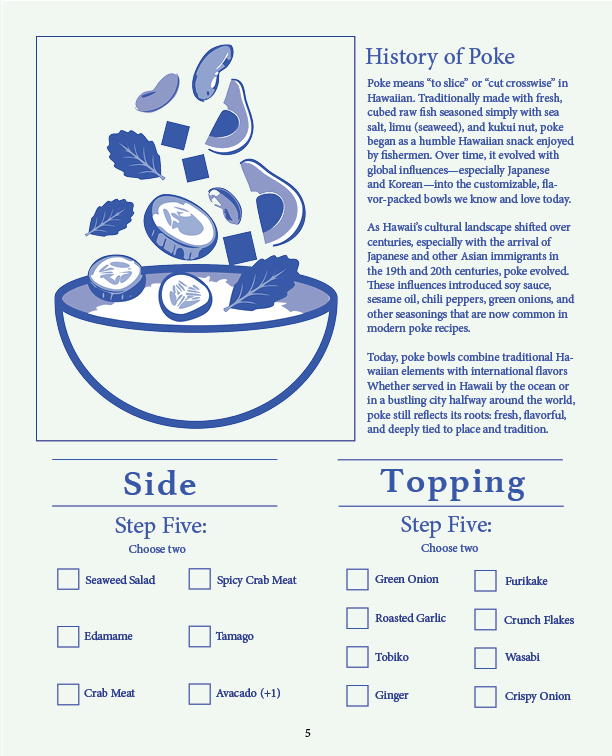 History of Poke
Poke means “to slice” or “cut crosswise” in
Hawaiian. Traditionally made with fresh,
cubed raw fish seasoned simply with sea
salt, limu (seaweed), and kukui nut, poke
began as a humble Hawaiian snack enjoyed
by fishermen. Over time, it evolved with
global influences—especially Japanese
and Korean—into the customizable, fla-
vor-packed bowls we know and love today.
As Hawaii’s cultural landscape shifted over
centuries, especially with the arrival of
Japanese and other Asian immigrants in
the 19th and 20th centuries, poke evolved.
These influences introduced soy sauce,
sesame oil, chili peppers, green onions, and
other seasonings that are now common in
modern poke recipes.
Today, poke bowls combine traditional Ha-
waiian elements with international flavors
Whether served in Hawaii by the ocean or
in a bustling city halfway around the world,
poke still reflects its roots: fresh, flavorful,
and deeply tied to place and tradition.
Side
Step Five:
Choose two
Seaweed Salad
Spicy Crab Meat
Edamame
Tamago
Crab Meat
Avacado (+1)
Topping
Step Five:
Choose two
Green Onion
Furikake
Roasted Garlic
Crunch Flakes
Tobiko
Wasabi
Ginger
Crispy Onion
5